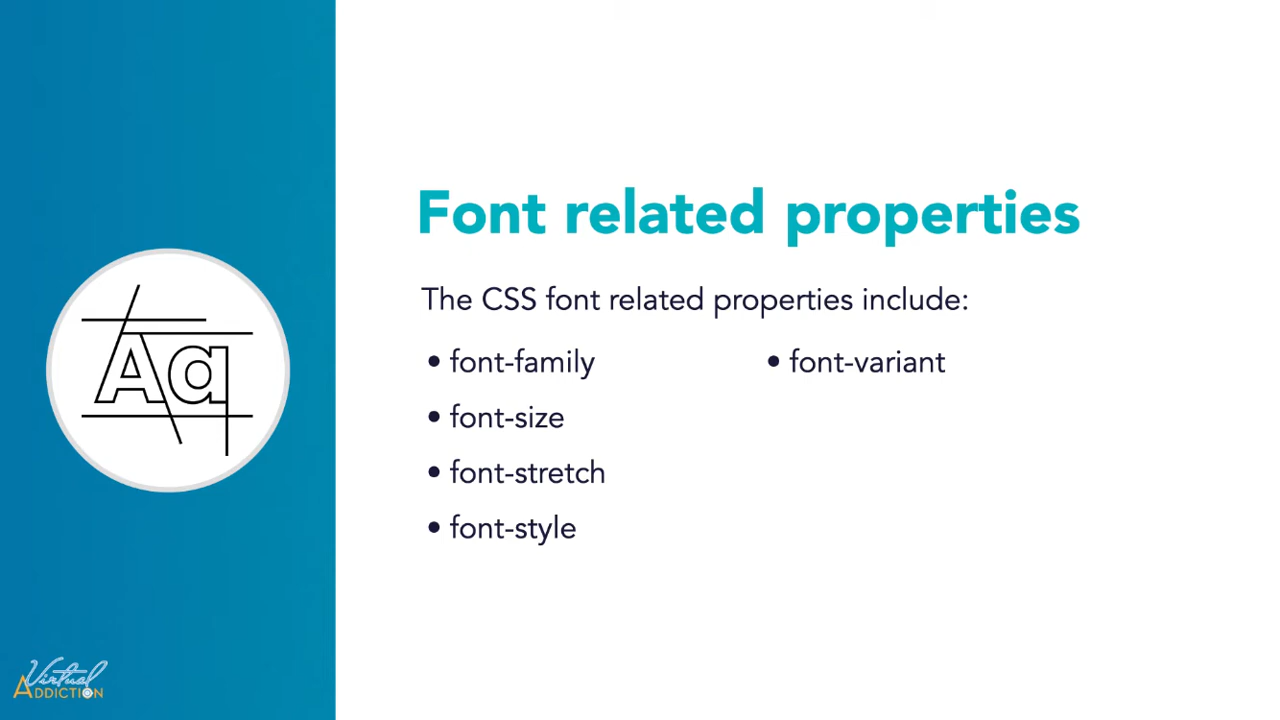 Font related properties
The CSS font related properties include:
• font-family
• font-size
• font-stretch
• font-style
• font-variant
Aa
Virtual
ADDICTION